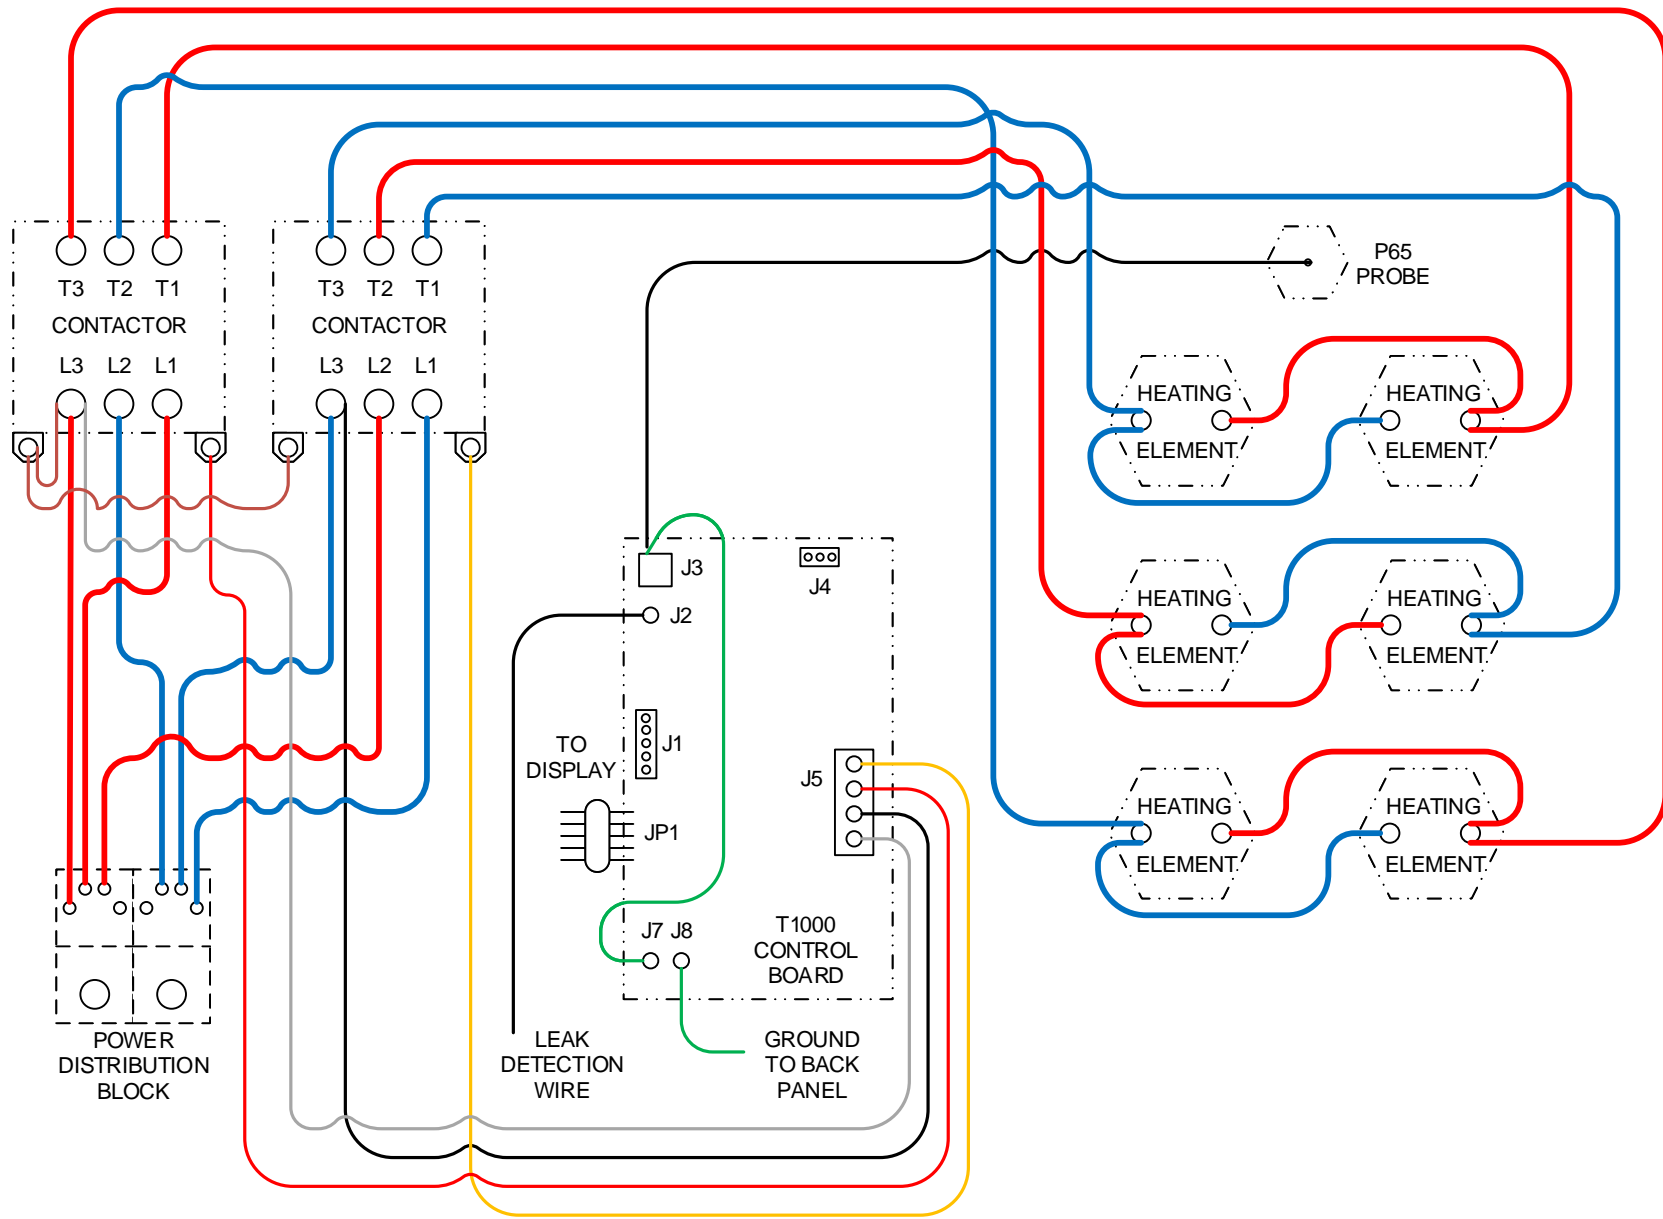 T3 T2 T1
CONTACTOR
L3 L2 L1
T3 T2 T1
CONTACTOR
L3 L2 L1
P65
PROBE
HEATING
ELEMENT
HEATING
ELEMENT
HEATING
ELEMENT
HEATING
ELEMENT
HEATING
ELEMENT
HEATING
ELEMENT
J3
J4
J2
J1
TO
DISPLAY
J5
JP1
J7 J8
T1000
CONTROL
BOARD
POWER
DISTRIBUTION
BLOCK
LEAK
DETECTION
WIRE
GROUND
TO BACK
PANEL